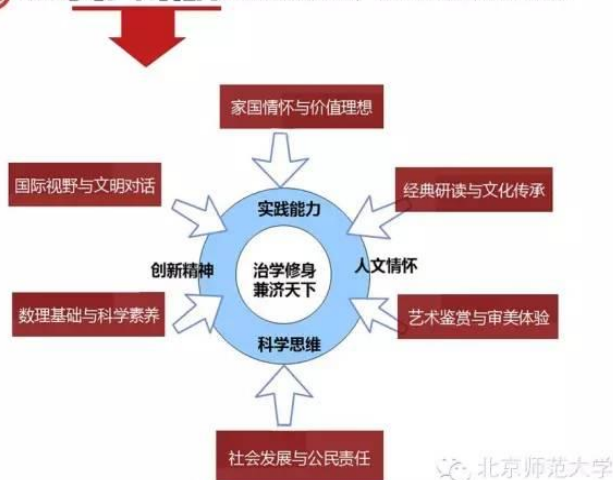 家国情怀与价值理想
国际视野与文明对话
经典研读与文化传承
实践能力
创新精神
治学修身
兼济天下
人文情怀
数理基础与科学素养
艺术鉴赏与审美体验
科学思维
社会发展与公民责任
北京师范大学